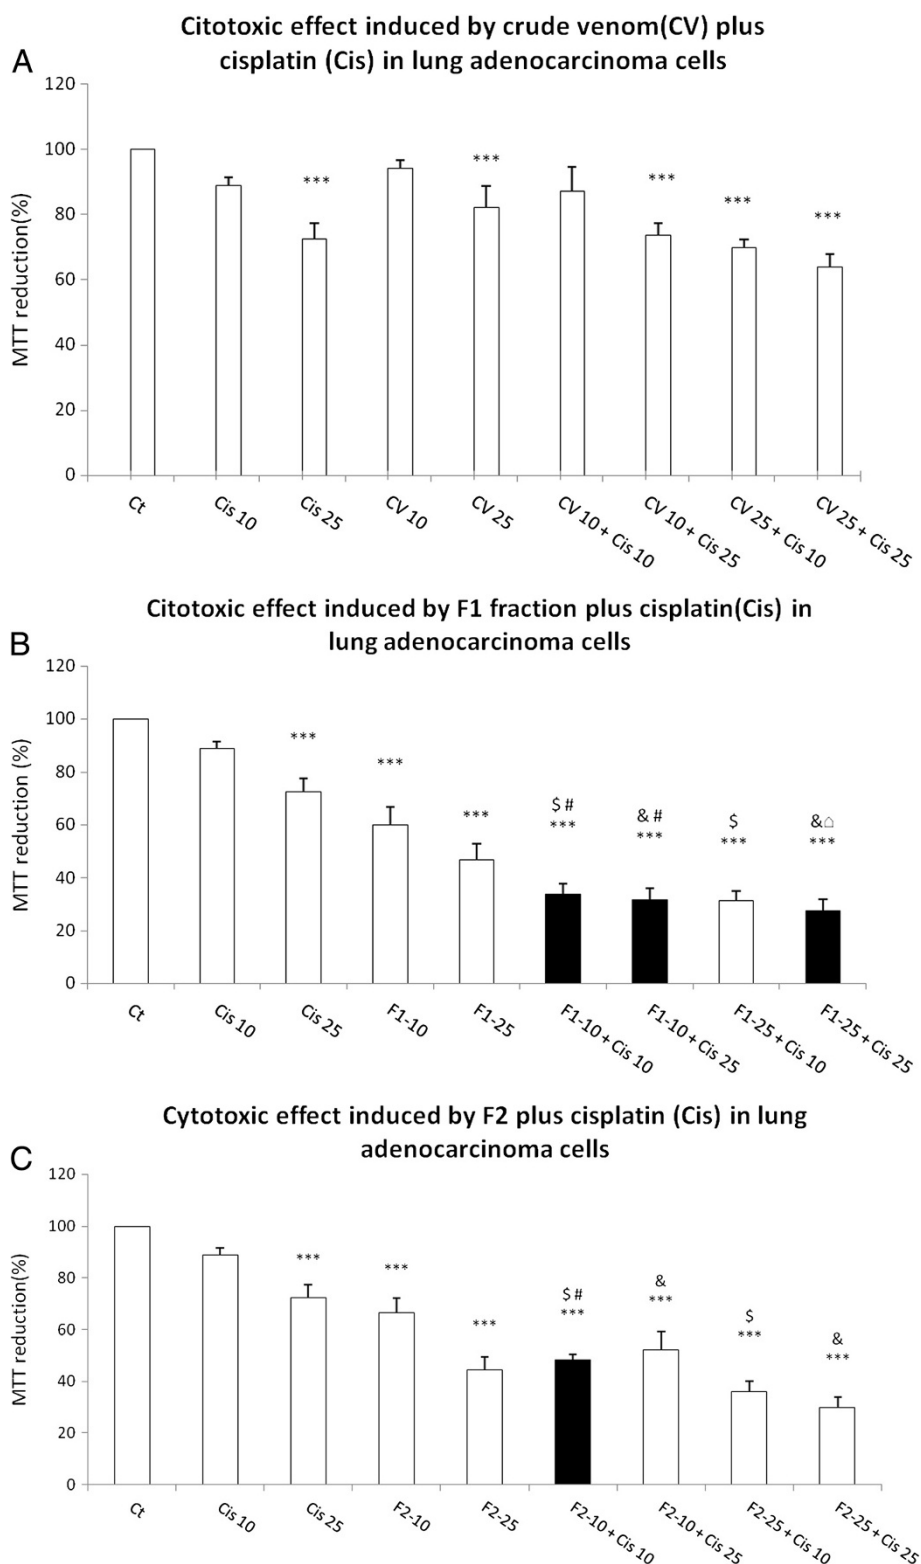 A
Citotoxic effect induced by crude venom(CV) plus
cisplatin (Cis) in lung adenocarcinoma cells
MTT reduction(%)
120
100
80
60
40
20
0
***
***
***
***
***
Ct
Cis 10
Cis 25
CV 10
CV 25
CV 10 + Cis 10
CV 10 + Cis 25
CV 25 + Cis 10
CV 25 + Cis 25
B
Citotoxic effect induced by F1 fraction plus cisplatin(Cis) in
lung adenocarcinoma cells
MTT reduction (%)
120
100
80
60
40
20
0
***
***
***
$ #
***
& #
***
$
***
&⌂
***
Ct
Cis 10
Cis 25
F1-10
F1-25
F1-10 + Cis 10
F1-10 + Cis 25
F1-25 + Cis 10
F1-25 + Cis 25
C
Cytotoxic effect induced by F2 plus cisplatin (Cis) in lung
adenocarcinoma cells
MTT reduction(%)
120
100
80
60
40
20
0
***
***
***
$ #
***
&
***
$
***
&
***
Ct
Cis 10
Cis 25
F2-10
F2-25
F2-10 + Cis 10
F2-10 + Cis 25
F2-25 + Cis 10
F2-25 + Cis 25